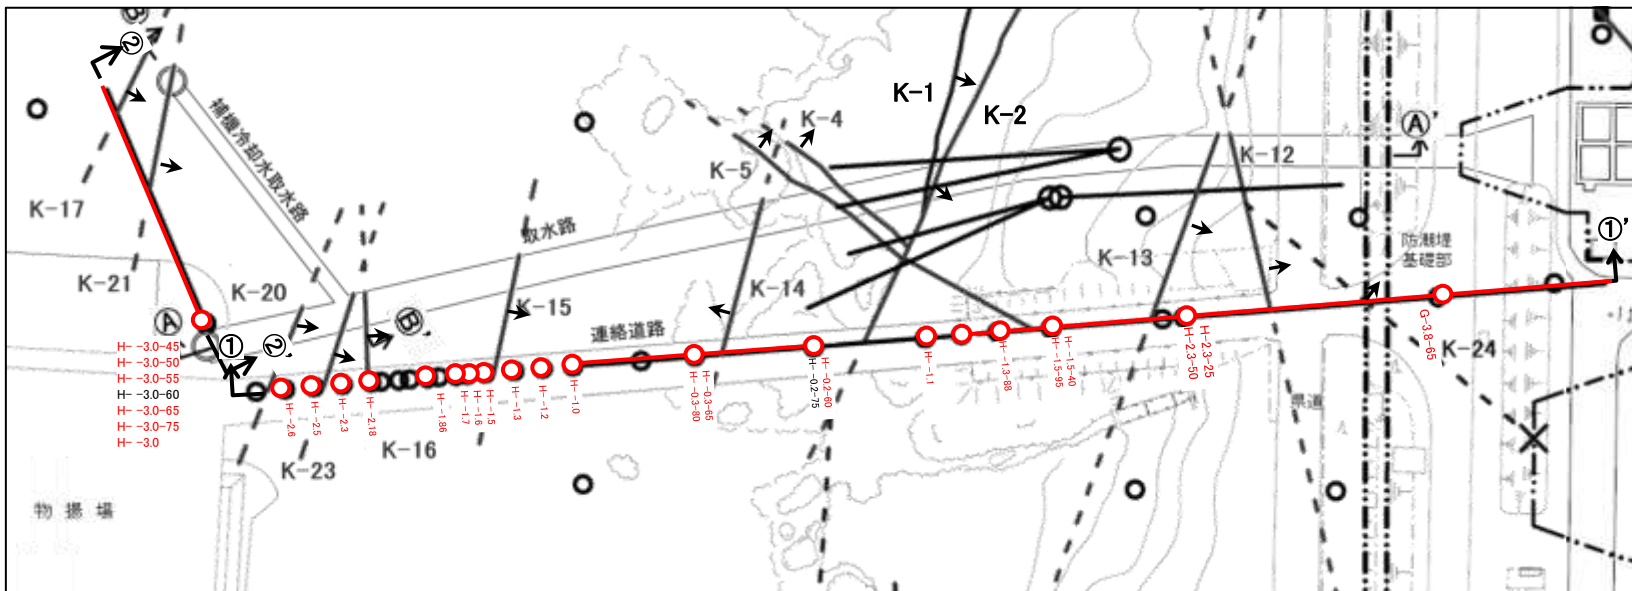 ②
K-4
K-1
K-2
補機冷却水取水路
Ⓐ'
K-5
K-12
K-17
取水路
①'
防潮堤
基礎部
K-13
K-21
K-20
K-14
K-15
Ⓐ
Ⓑ'
連絡道路
①
②'
H- -3.0-45
H- -3.0-50
H- -3.0-55
H- -3.0-60
H- -3.0-65
H- -3.0-75
H- -3.0
K-24
H- -2.6
H- -2.5
H- -2.3
H- -2.18
H- -1.86
H- -1.7
H- -1.6
H- -1.5
H- -1.3
H- -1.2
H- -1.0
H- -0.3-80
H- -0.3-65
H- -0.2-75
H- -0.2-60
H- -1.1
H- -1.3-88
H- -1.5-95
H- -1.5-40
H- -2.3-50
H- -2.3-25
G-3.8-65
県道
K-16
K-23
物揚場